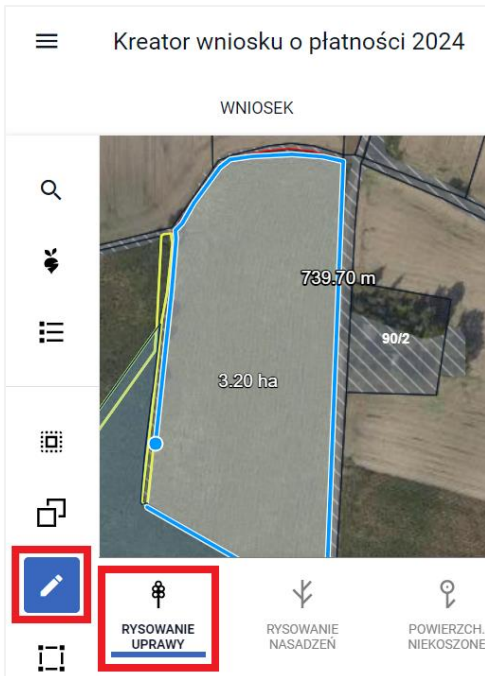 Kreator wniosku o płatności 2024
WNIOSEK
739.70 m
90/2
3.20 ha
RYSOWANIE
UPRAWY
RYSOWANIE
NASADZEŃ
POWIERZCH.
NIEKOSZONE